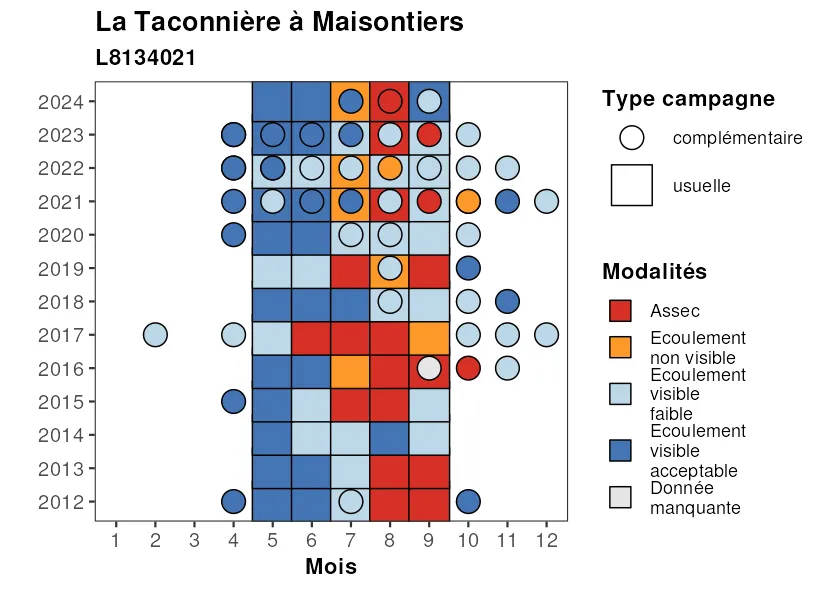 La Taconnière à Maisontiers
L8134021
2024
2023
2022
2021
2020
2019
2018
2017
2016
2015
2014
2013
2012
1 2 3 4 5 6 7 8 9 10 11 12
Mois
Type campagne
complémentaire
usuelle
Modalités
Assec
Ecoulement
non visible
Ecoulement
visible
faible
Ecoulement
visible
acceptable
Donnée
manquante